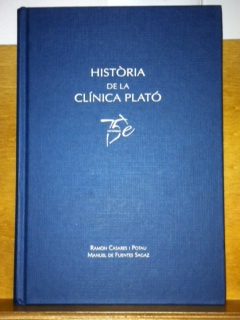 HISTÒRIA
DE LA
CLÍNICA PLATÓ
RAMON CASARES I POTAU
MANUEL DE FUENTES SAGAZ